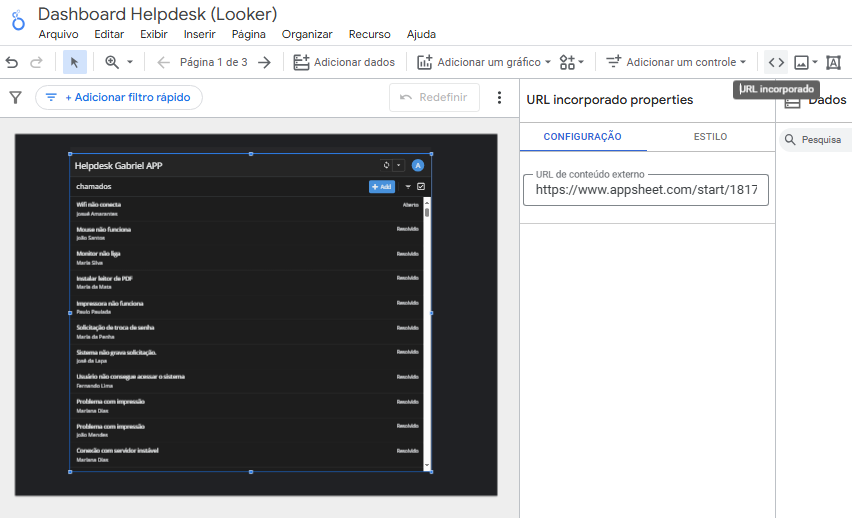 Dashboard Helpdesk (Looker)
Arquivo Editar Exibir Inserir Página Organizar Recurso Ajuda
Página 1 de 3 Adicionar dados Adicionar um gráfico Adicionar um controle
URL incorporado
+ Adicionar filtro rápido Redefinir
URL incorporado properties
Dados
CONFIGURAÇÃO ESTILO
Pesquisa
URL de conteúdo externo
https://www.appsheet.com/start/1817
Helpdesk Gabriel APP A
chamados + Add
Wifi não conecta Aberto
Josué Amarantes
Mouse não funciona Resolvido
Julio Santos
Monitor não liga Resolvido
Maria Silva
Instalar leitor de PDF Resolvido
Maria da Mata
Impressora não funciona Resolvido
Paulo Paulada
Solicitação de troca de senha Resolvido
Maria da Penha
Sistema não grava solicitação. Resolvido
José da Lapa
Usuário não consegue acessar o sistema Resolvido
Fernando Lima
Problema com impressão Resolvido
Mariana Dias
Problema com impressão Resolvido
Julio Mendes
Conexão com servidor instável Resolvido
Mariana Dias